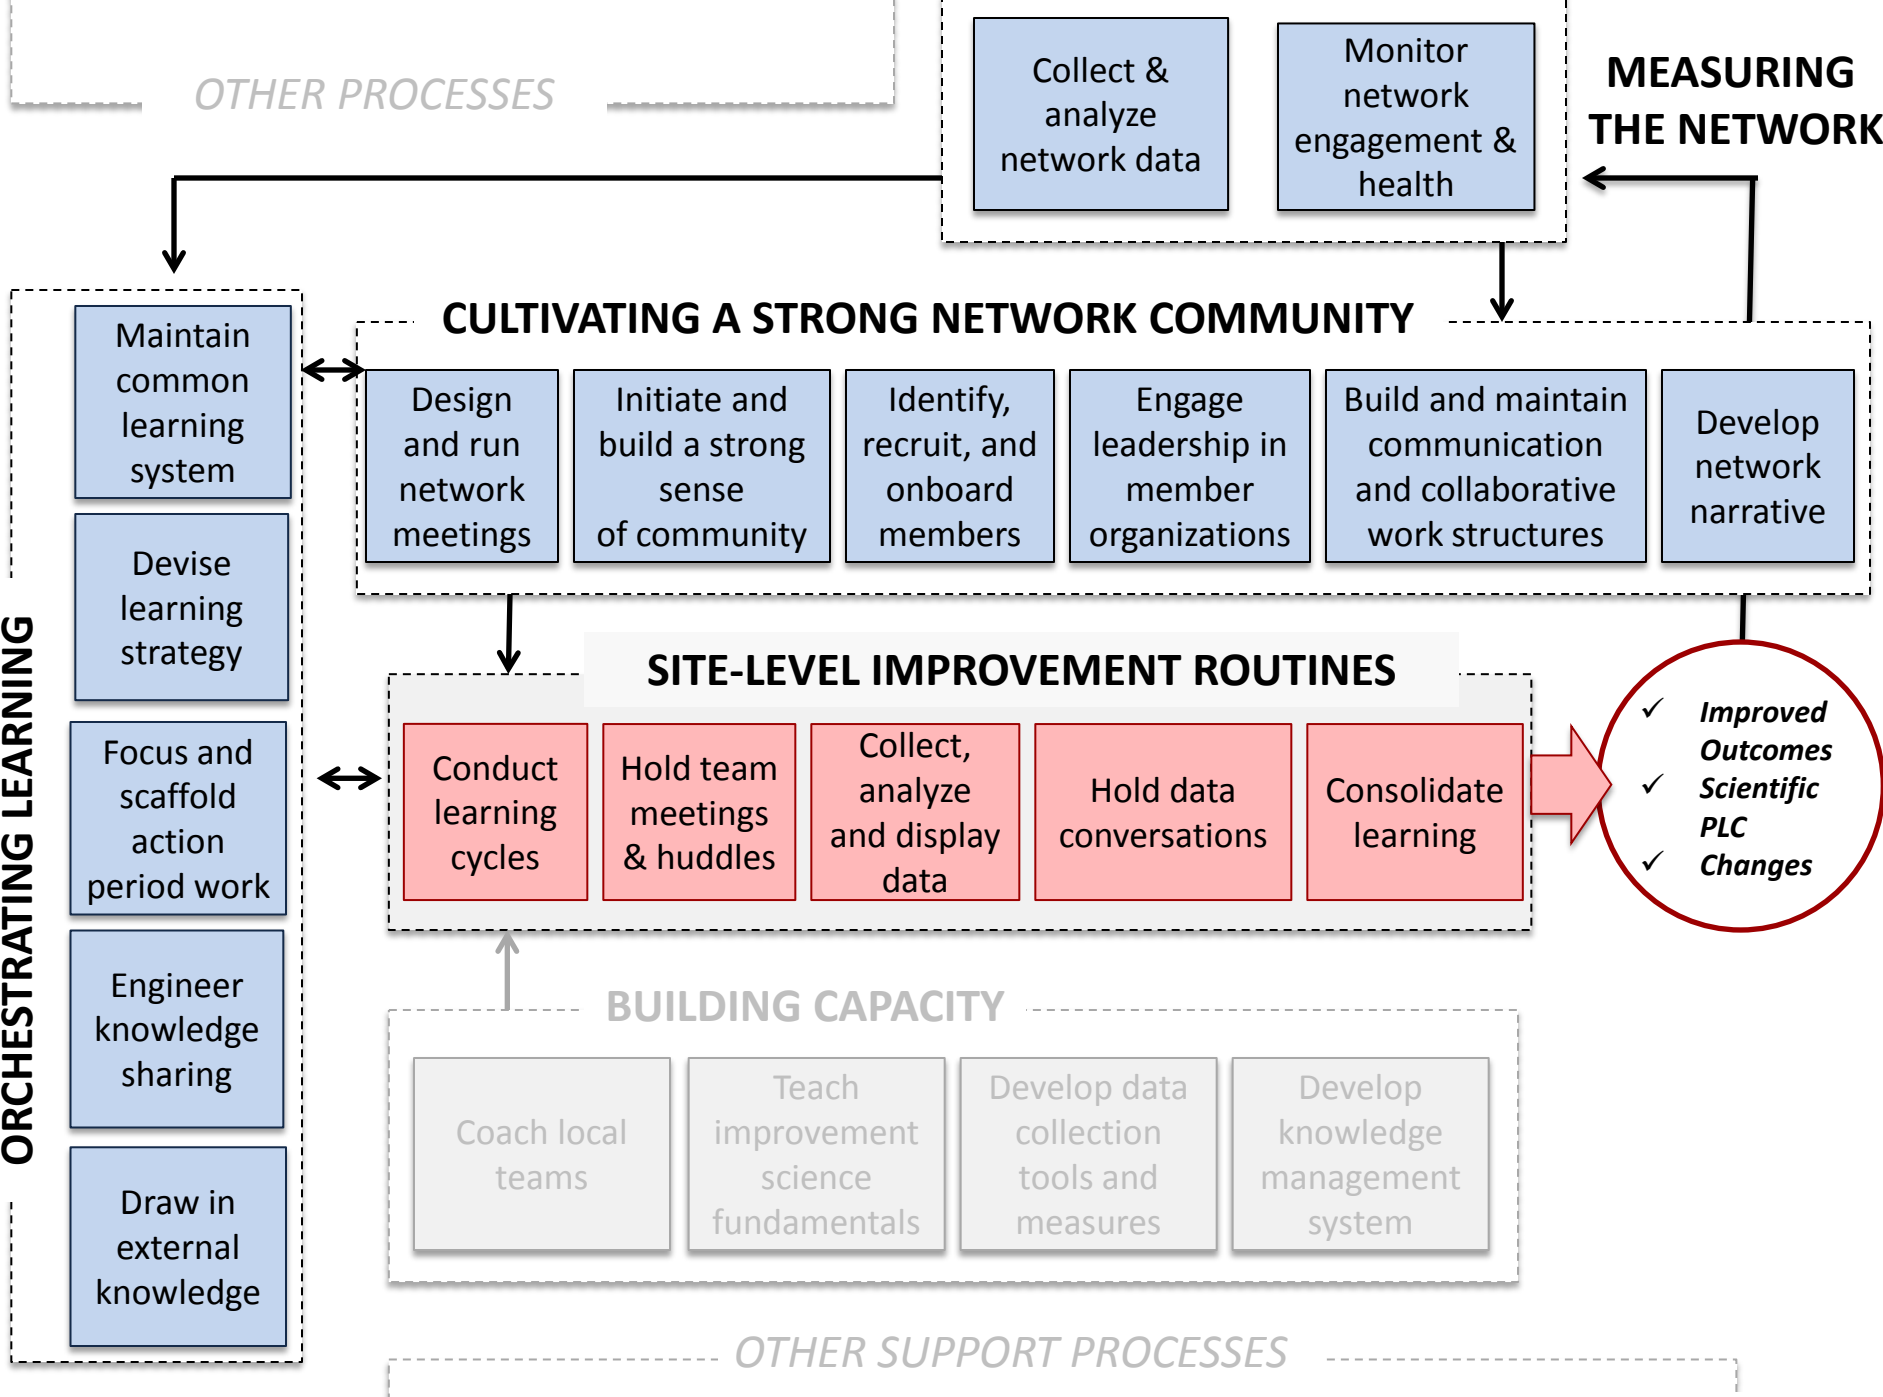 OTHER PROCESSES
Collect &
analyze
network data
Monitor
network
engagement &
health
MEASURING
THE NETWORK
ORCHESTRATING LEARNING
Maintain
common
learning
system
Devise
learning
strategy
Focus and
scaffold
action
period work
Engineer
knowledge
sharing
Draw in
external
knowledge
CULTIVATING A STRONG NETWORK COMMUNITY
Design
and run
network
meetings
Initiate and
build a strong
sense
of community
Identify,
recruit, and
onboard
members
Engage
leadership in
member
organizations
Build and maintain
communication
and collaborative
work structures
Develop
network
narrative
SITE-LEVEL IMPROVEMENT ROUTINES
Conduct
learning
cycles
Hold team
meetings
& huddles
Collect,
analyze
and display
data
Hold data
conversations
Consolidate
learning
✓ Improved
Outcomes
✓ Scientific
PLC
✓ Changes
BUILDING CAPACITY
Coach local
teams
Teach
improvement
science
fundamentals
Develop data
collection
tools and
measures
Develop
knowledge
management
system
OTHER SUPPORT PROCESSES